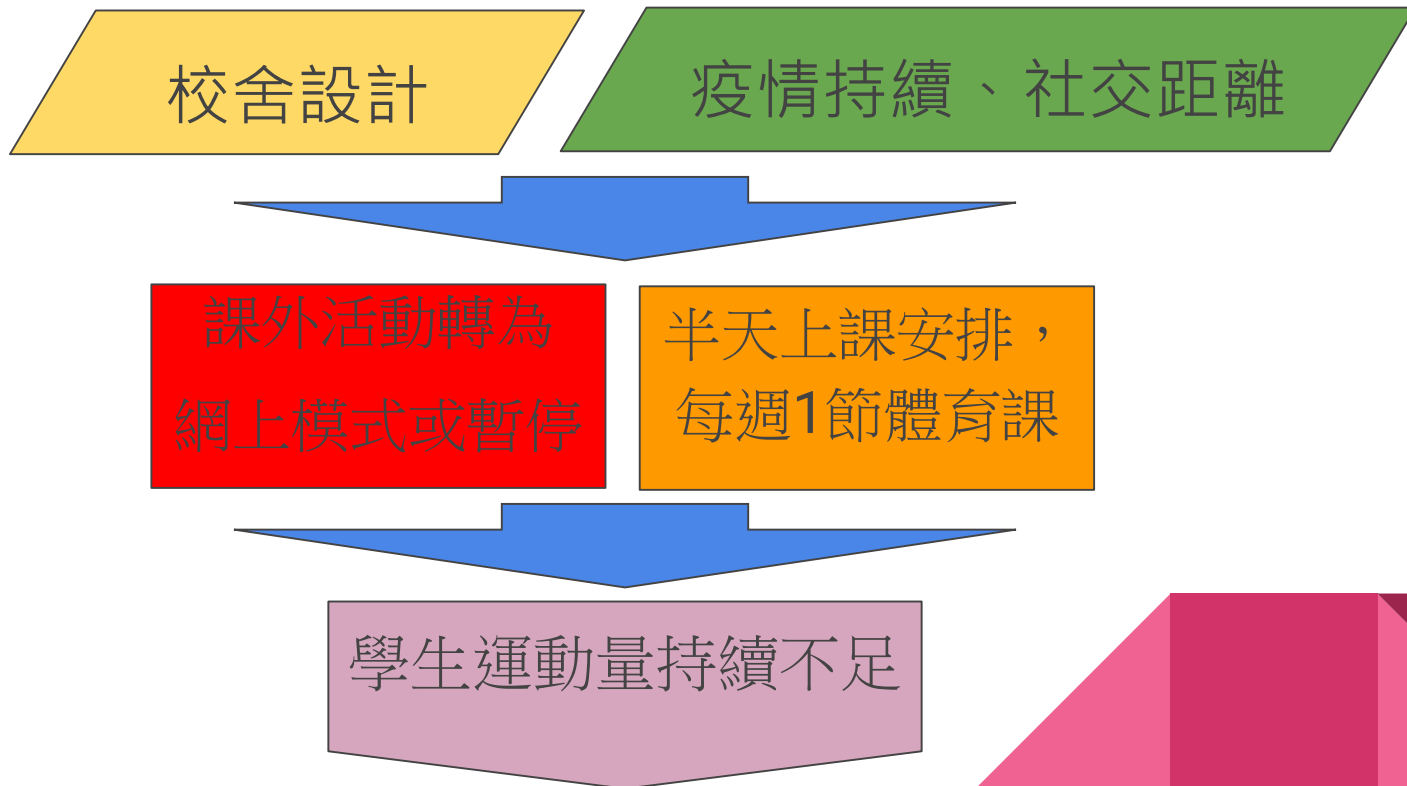 校舍設計
疫情持續、社交距離
課外活動轉為
網上模式或暫停
半天上課安排，
每週1節體育課
學生運動量持續不足